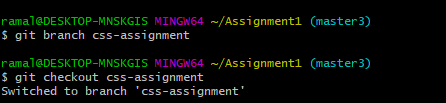 ramal@DESKTOP-MNSKGIS MINGW64 ~/Assignment1 (master3)
$ git branch css-assignment
ramal@DESKTOP-MNSKGIS MINGW64 ~/Assignment1 (master3)
$ git checkout css-assignment
Switched to branch 'css-assignment'